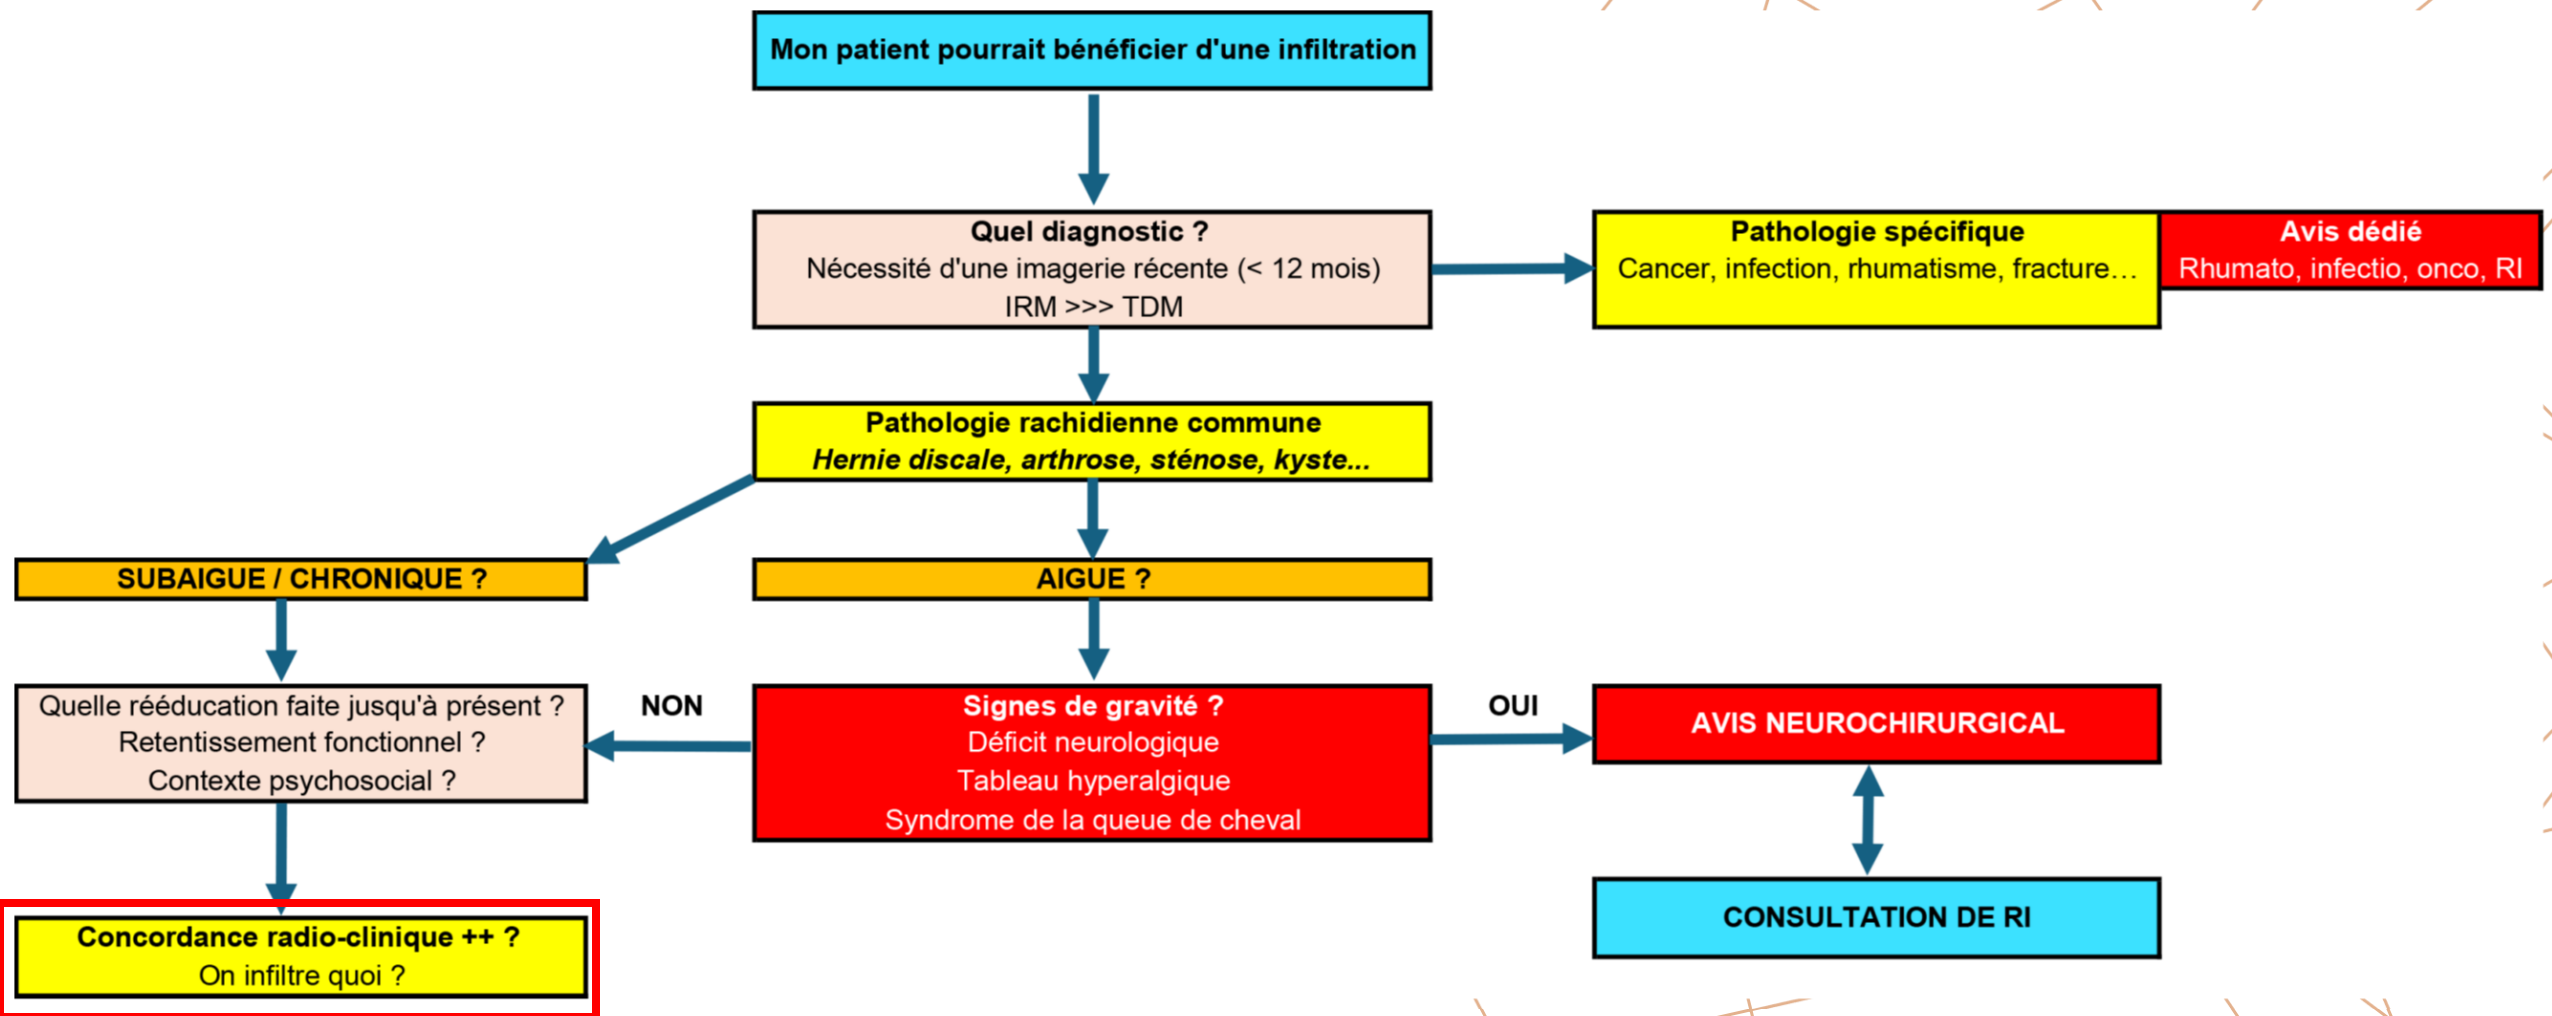 Mon patient pourrait bénéficier d'une infiltration
Quel diagnostic ?
Nécessité d'une imagerie récente (< 12 mois)
IRM >>> TDM
Pathologie spécifique
Cancer, infection, rhumatisme, fracture...
Avis dédié
Rhumato, infectio, onco, RI
Pathologie rachidienne commune
Hernie discale, arthrose, sténose, kyste...
SUBAIGUE / CHRONIQUE ?
AIGUE ?
Quelle rééducation faite jusqu'à présent ?
Retentissement fonctionnel ?
Contexte psychosocial ?
NON
Signes de gravité ?
Déficit neurologique
Tableau hyperalgique
Syndrome de la queue de cheval
OUI
AVIS NEUROCHIRURGICAL
CONSULTATION DE RI
Concordance radio-clinique ++ ?
On infiltre quoi ?